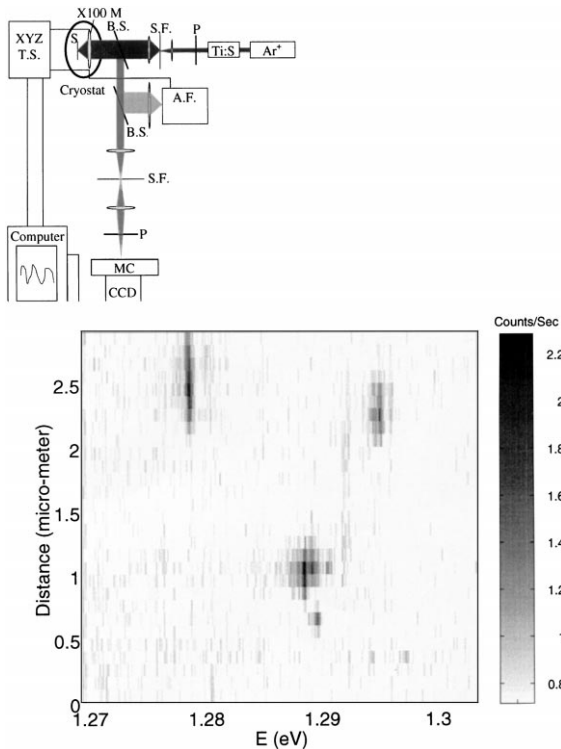 X100 M
B.S.
S.F.
P
XYZ
T.S.
S
Ti:S
Ar+
Cryostat
A.F.
B.S.
S.F.
P
Computer
MC
CCD
Counts/Sec
2.2
2
1.8
1.6
1.4
1.2
1
0.8
Distance (micro-meter)
2.5
2
1.5
1
0.5
0
1.27
1.28
1.29
1.3
E (eV)